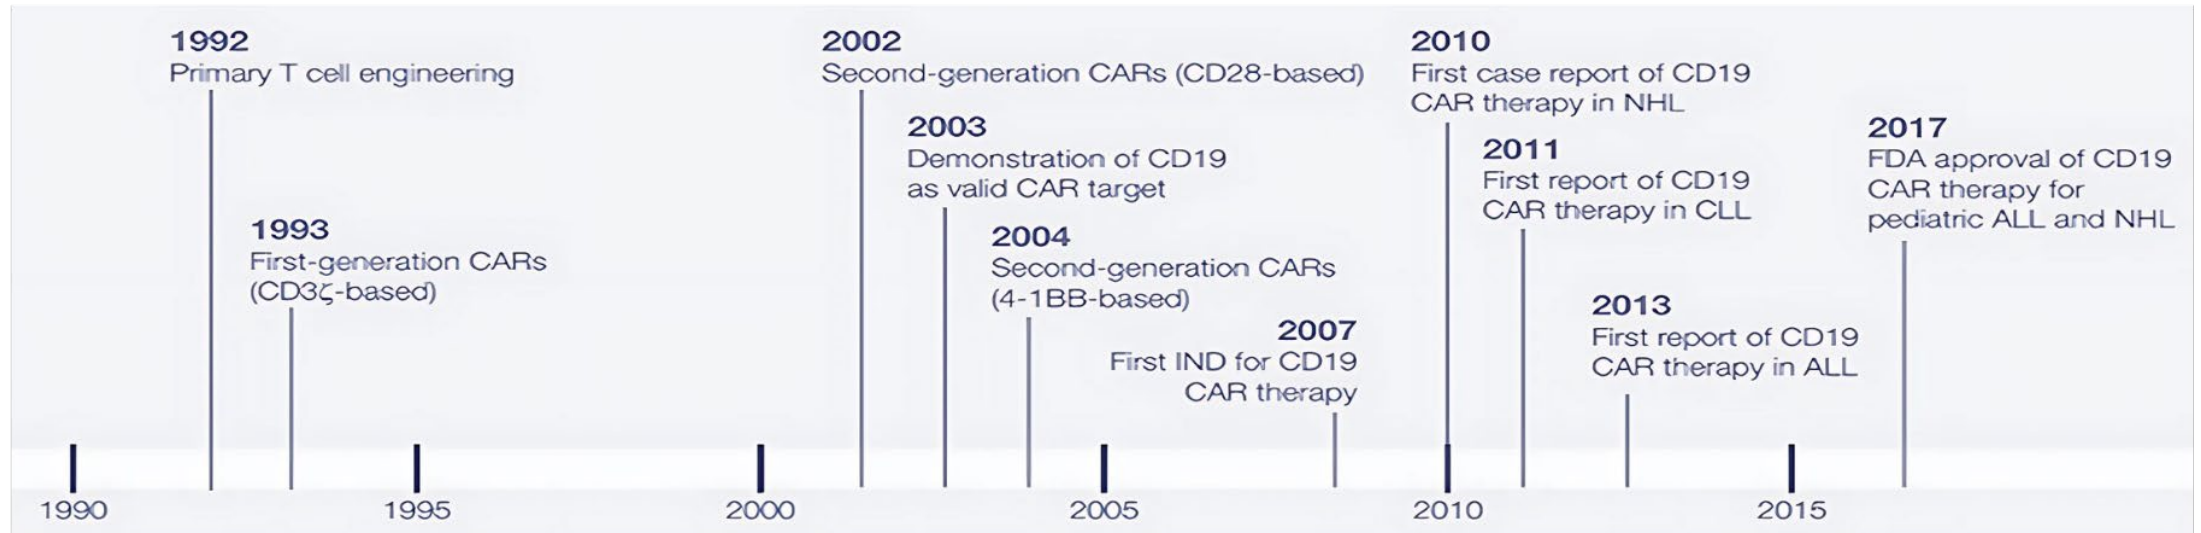 1992
Primary T cell engineering
1993
First-generation CARs
(CD3ζ-based)
2002
Second-generation CARs (CD28-based)
2003
Demonstration of CD19
as valid CAR target
2004
Second-generation CARs
(4-1BB-based)
2007
First IND for CD19
CAR therapy
2010
First case report of CD19
CAR therapy in NHL
2011
First report of CD19
CAR therapy in CLL
2013
First report of CD19
CAR therapy in ALL
2017
FDA approval of CD19
CAR therapy for
pediatric ALL and NHL
1990
1995
2000
2005
2010
2015